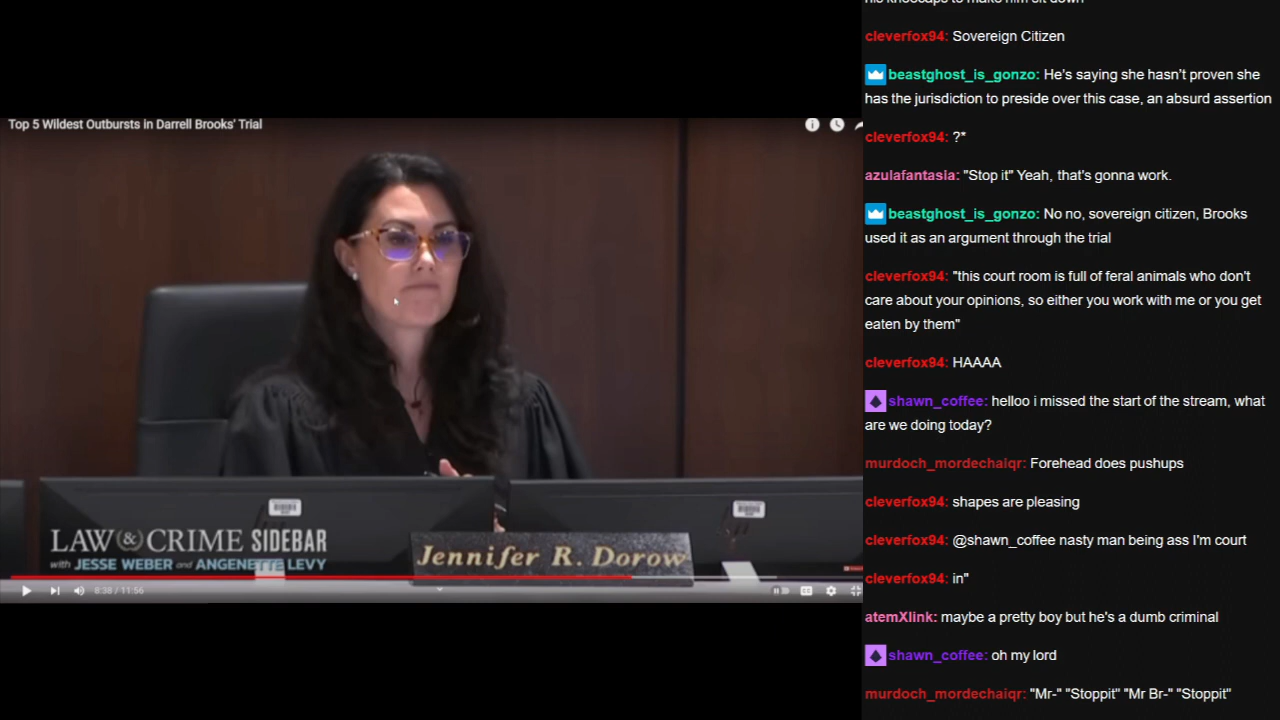 his kneecaps to make him sit down
cleverfox94: Sovereign Citizen
beastghost_is_gonzo: He's saying she hasn't proven she
has the jurisdiction to preside over this case, an absurd assertion
cleverfox94: ?*
azulafantasia: "Stop it" Yeah, that's gonna work.
beastghost_is_gonzo: No no, sovereign citizen, Brooks
used it as an argument through the trial
cleverfox94: "this court room is full of feral animals who don't
care about your opinions, so either you work with me or you get
eaten by them"
cleverfox94: HAAAA
shawn_coffee: helloo i missed the start of the stream, what
are we doing today?
murdoch_mordechaiqr: Forehead does pushups
cleverfox94: shapes are pleasing
cleverfox94: @shawn_coffee nasty man being ass I'm court
cleverfox94: in"
atemXlink: maybe a pretty boy but he's a dumb criminal
shawn_coffee: oh my lord
murdoch_mordechaiqr: "Mr-" "Stoppit" "Mr Br-" "Stoppit"
Top 5 Wildest Outbursts in Darrell Brooks' Trial
LAW & CRIME SIDEBAR
with JESSE WEBER and ANGENETTE LEVY
Jennifer R. Dorow
8:38 / 11:56